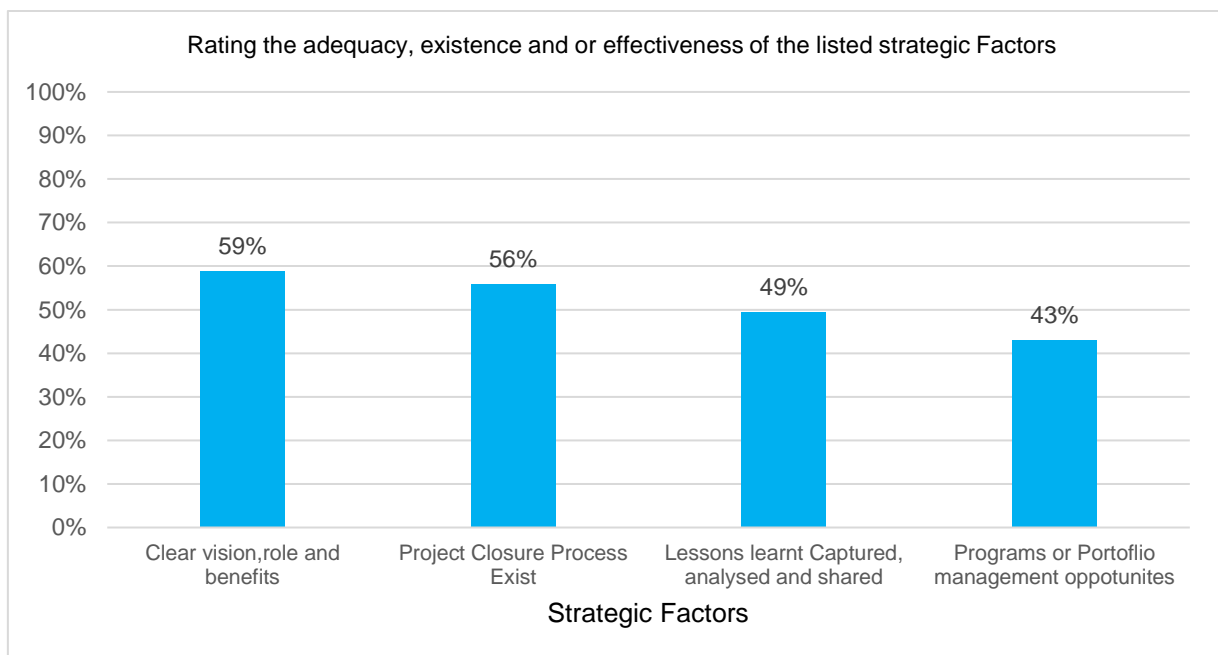 Rating the adequacy, existence and or effectiveness of the listed strategic Factors
100%
90%
80%
70%
60%
50%
40%
30%
20%
10%
0%
59%
56%
49%
43%
Clear vision,role and
benefits
Project Closure Process
Exist
Lessons learnt Captured,
analysed and shared
Programs or Portoflio
management oppotunites
Strategic Factors